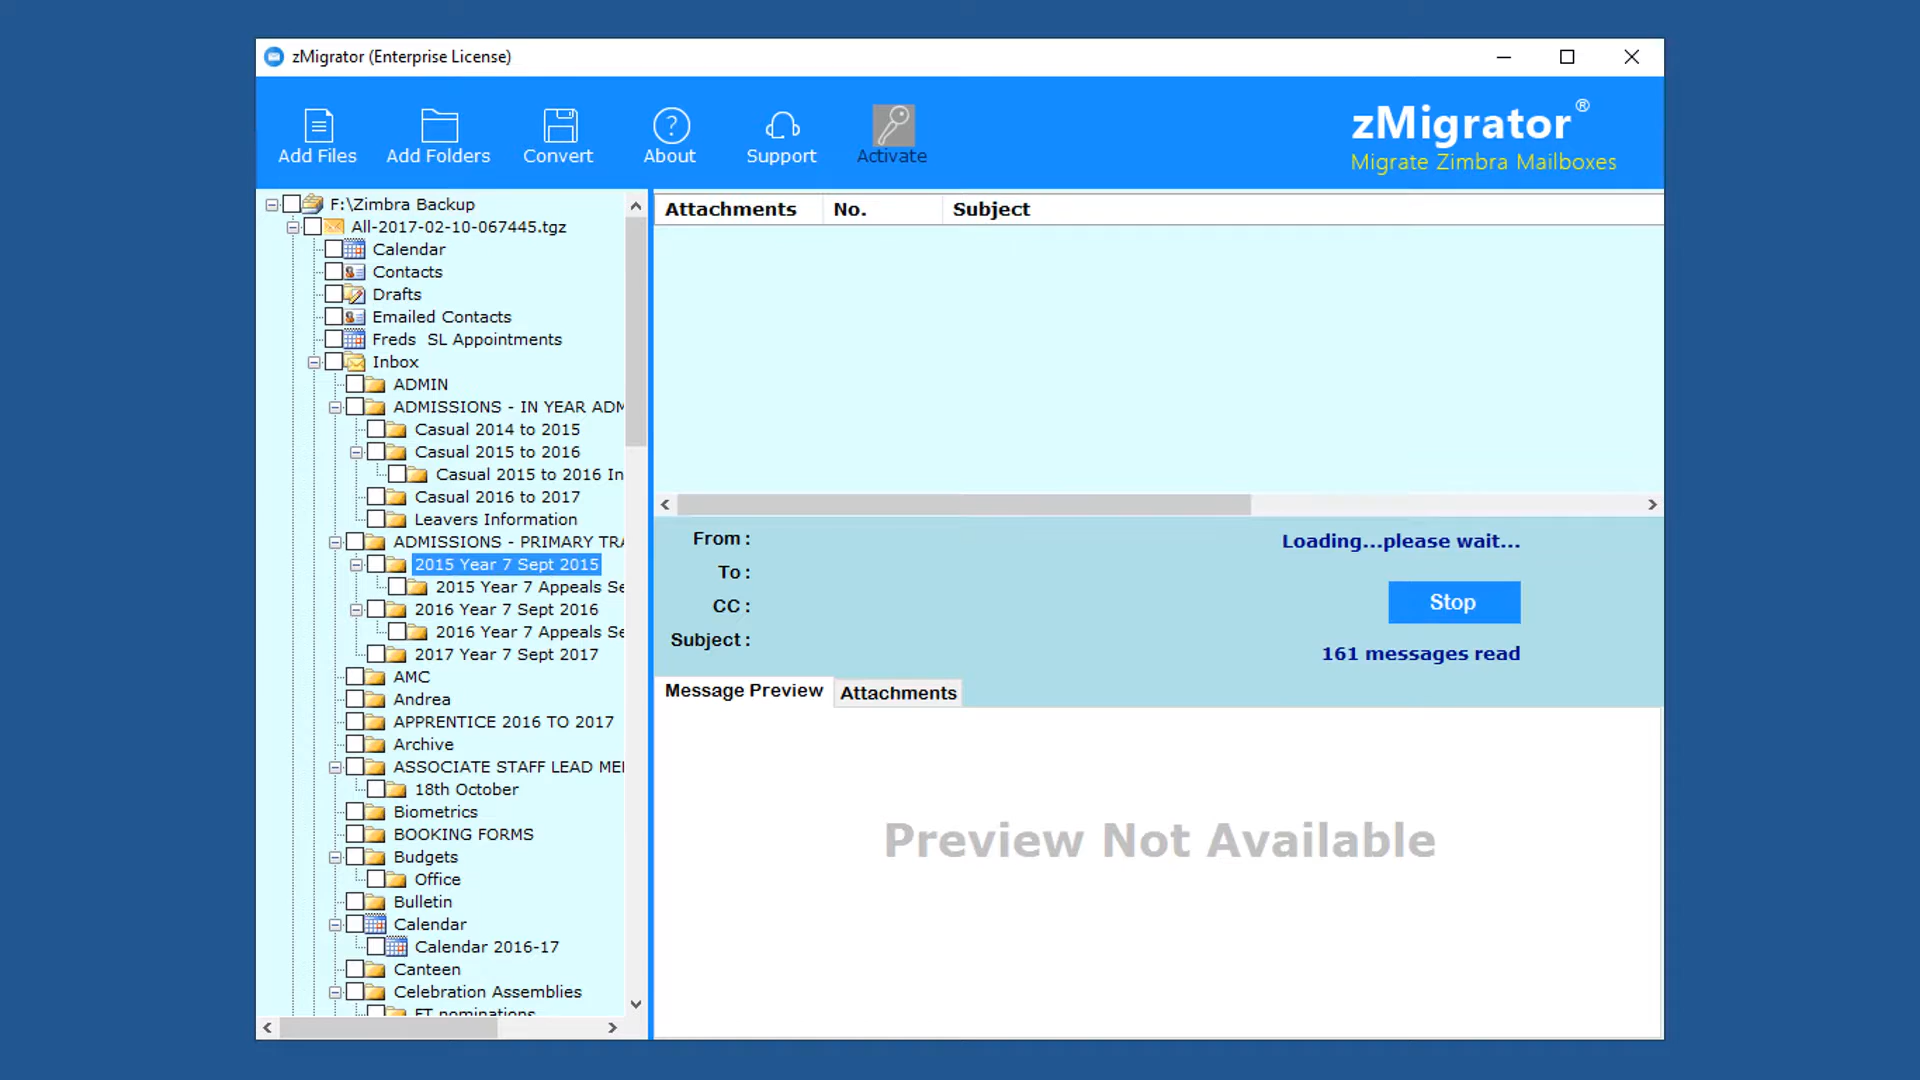 zMigrator (Enterprise License)
Add Files
Add Folders
Convert
About
Support
Activate
zMigrator®
Migrate Zimbra Mailboxes
F:\Zimbra Backup
All-2017-02-10-067445.tgz
Calendar
Contacts
Drafts
Emailed Contacts
Freds SL Appointments
Inbox
ADMIN
ADMISSIONS - IN YEAR ADM
Casual 2014 to 2015
Casual 2015 to 2016
Casual 2015 to 2016 In
Casual 2016 to 2017
Leavers Information
ADMISSIONS - PRIMARY TRA
2015 Year 7 Sept 2015
2015 Year 7 Appeals Se
2016 Year 7 Sept 2016
2016 Year 7 Appeals Se
2017 Year 7 Sept 2017
AMC
Andrea
APPRENTICE 2016 TO 2017
Archive
ASSOCIATE STAFF LEAD MEI
18th October
Biometrics
BOOKING FORMS
Budgets
Office
Bulletin
Calendar
Calendar 2016-17
Canteen
Celebration Assemblies
FT nominations
Attachments No. Subject
From :
To :
CC :
Subject :
Loading...please wait...
Stop
161 messages read
Message Preview
Attachments
Preview Not Available